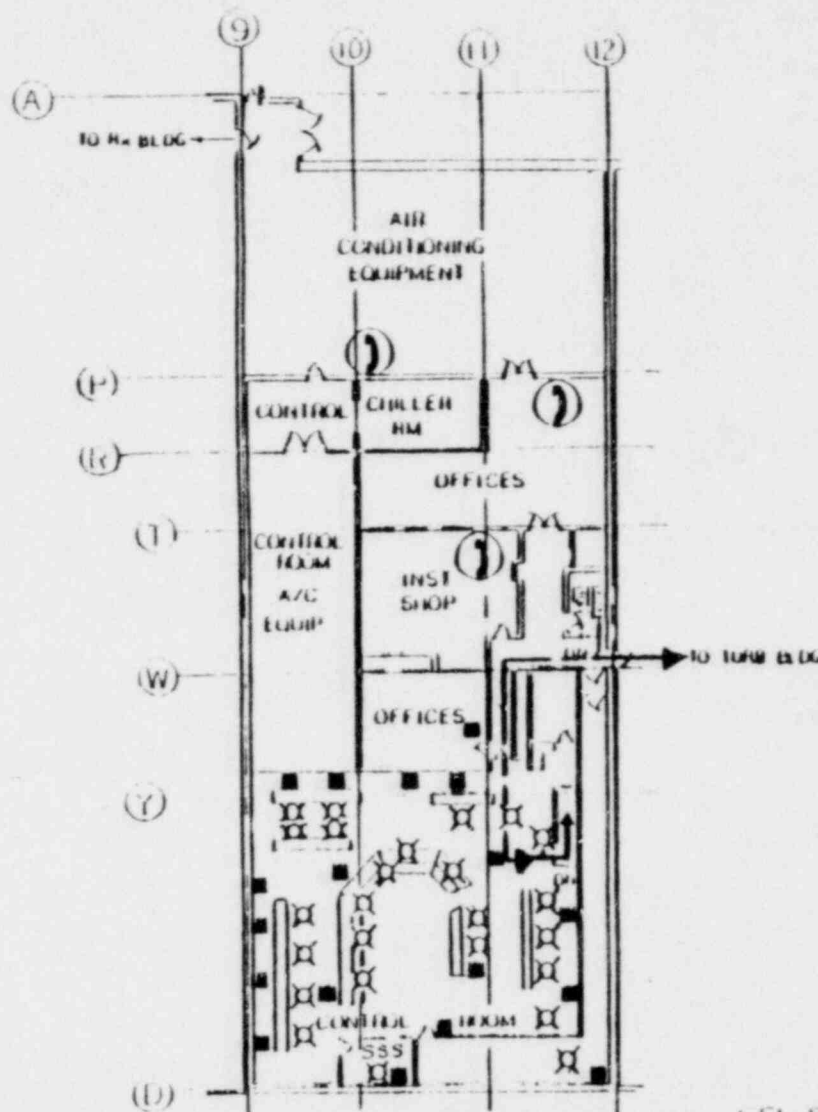 (9) (10) (11) (12)
(A)
TO Rx BLDG
AIR
CONDITIONING
EQUIPMENT
(P)
CONTROL
CHILLER
RM
(R)
OFFICES
(T)
CONTROL
ROOM
A/C
EQUIP
INST
SHOP
TO TURB BLDG
(W)
OFFICES
(Y)
CONTROL ROOM
SSS
(D)